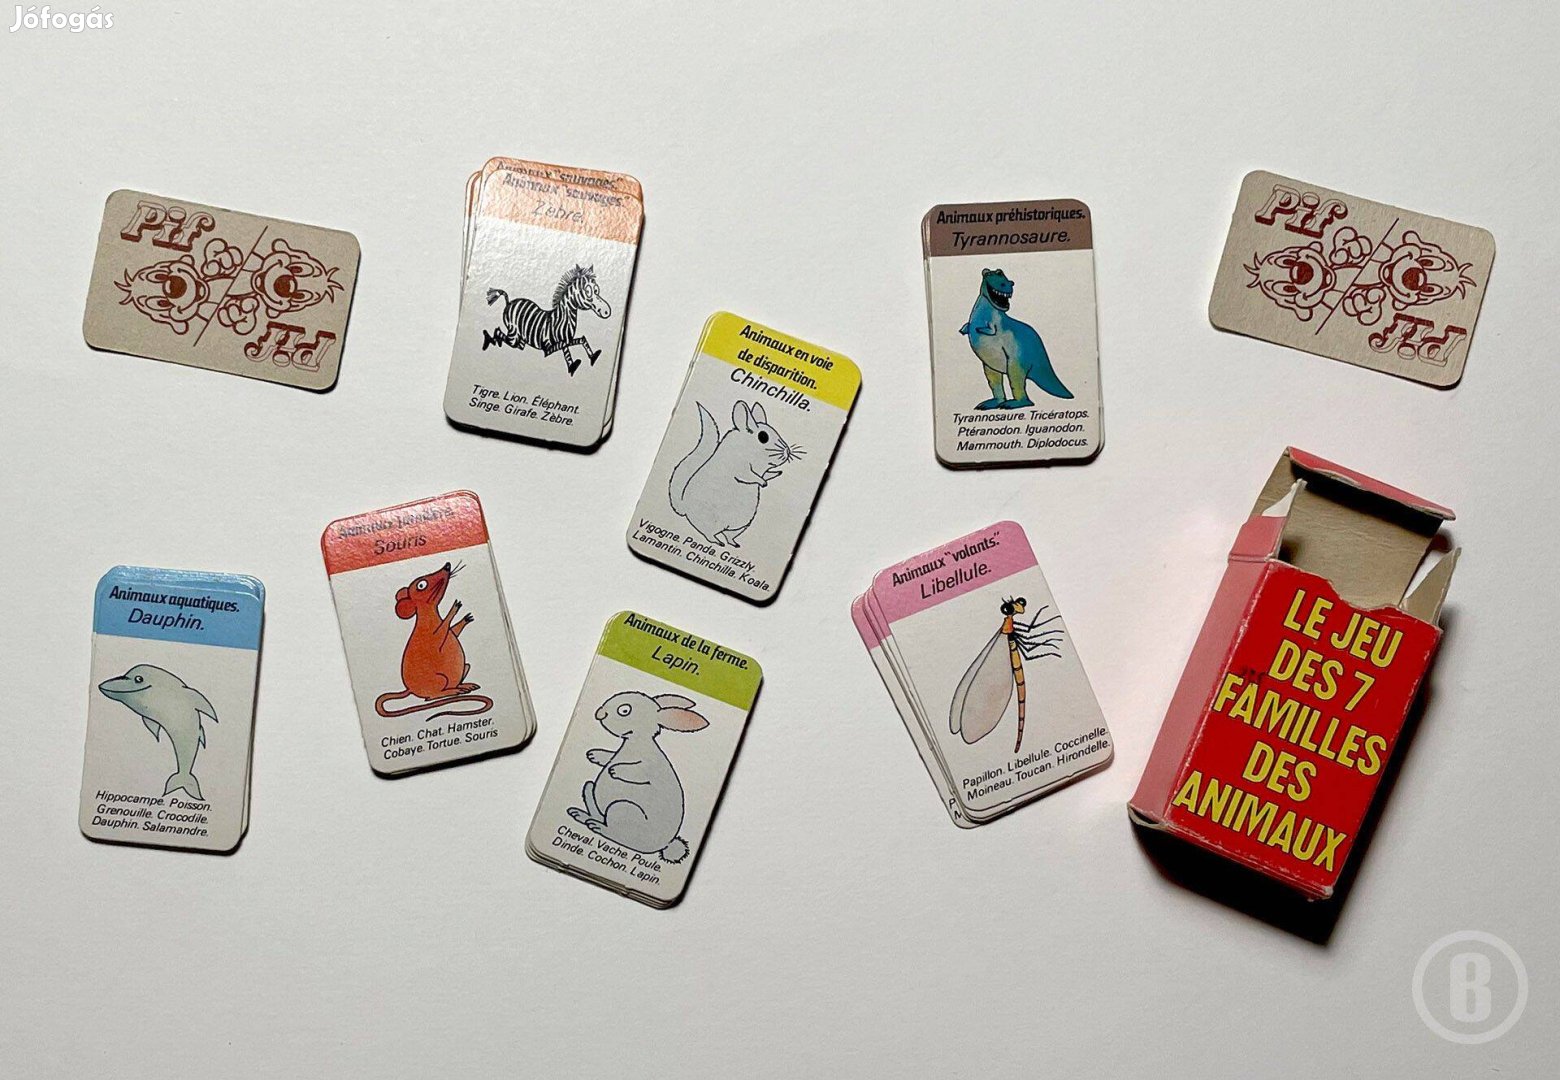 Jófogás
Pif
Pif
Animaux "sauvages."
Animaux "sauvages."
Zèbre.
Tigre. Lion. Éléphant.
Singe. Girafe. Zèbre.
Animaux en voie
de disparition.
Chinchilla.
Vigogne. Panda. Grizzly.
Lamantin. Chinchilla. Koala.
Animaux préhistoriques.
Tyrannosaure.
Tyrannosaure. Tricératops.
Ptéranodon. Iguanodon.
Mammouth. Diplodocus.
Pif
Pif
Animaux aquatiques.
Dauphin.
Hippocampe. Poisson.
Grenouille. Crocodile.
Dauphin. Salamandre.
Animaux familiers.
Souris
Chien. Chat. Hamster.
Cobaye. Tortue. Souris
Animaux de la ferme.
Lapin.
Cheval. Vache. Poule.
Dinde. Cochon. Lapin.
Animaux "volants."
Libellule.
Papillon. Libellule. Coccinelle.
Moineau. Toucan. Hirondelle.
LE JEU
DES 7
FAMILLES
DES
ANIMAUX
B